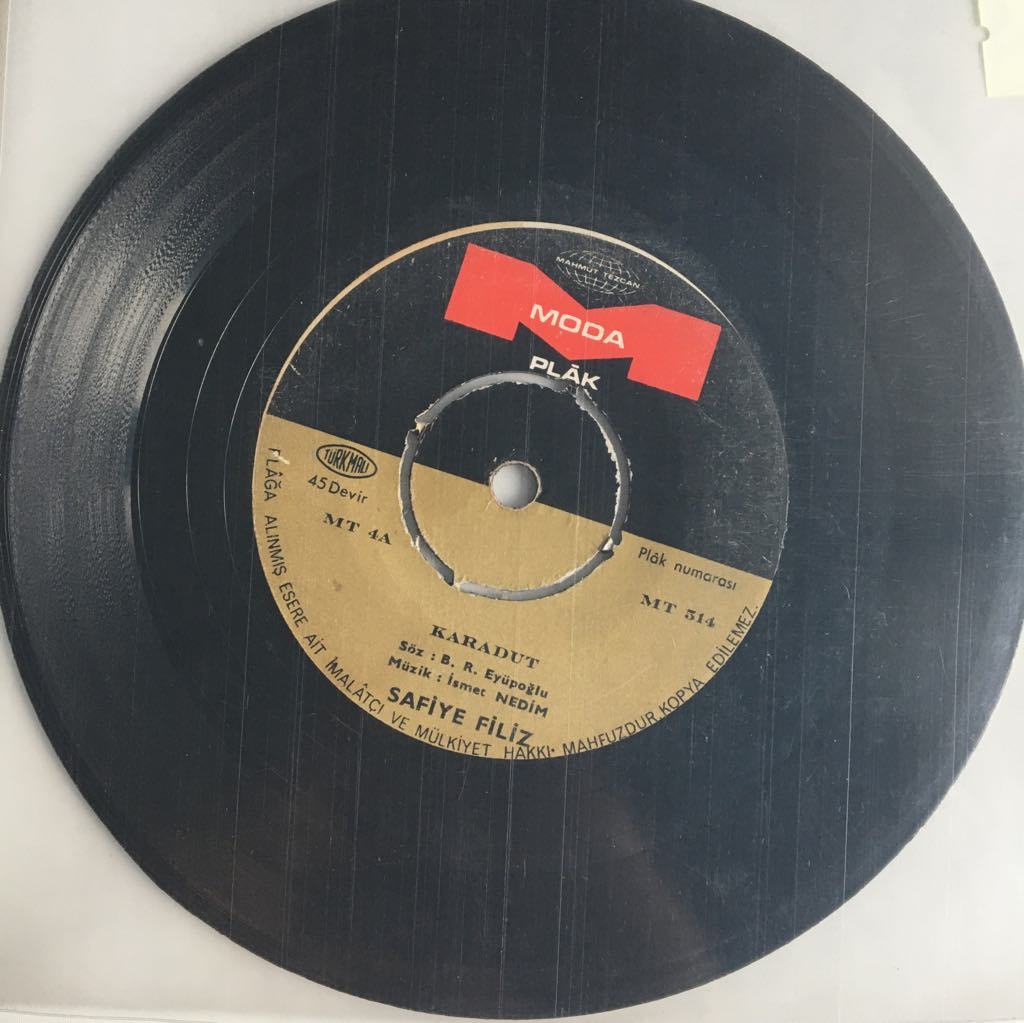 MAHMUT TEZCAN
MODA
PLÂK
TÜRKMALI
45 Devir
MT 4A
Plâk numarası
MT 514
KARADUT
Söz : B. R. Eyüpoğlu
Müzik : İsmet NEDİM
SAFİYE FİLİZ
PLÂĞA ALINMIŞ ESERE AİT İMALÂTÇI VE MÜLKİYET HAKKI MAHFUZDUR. KOPYA EDİLEMEZ.